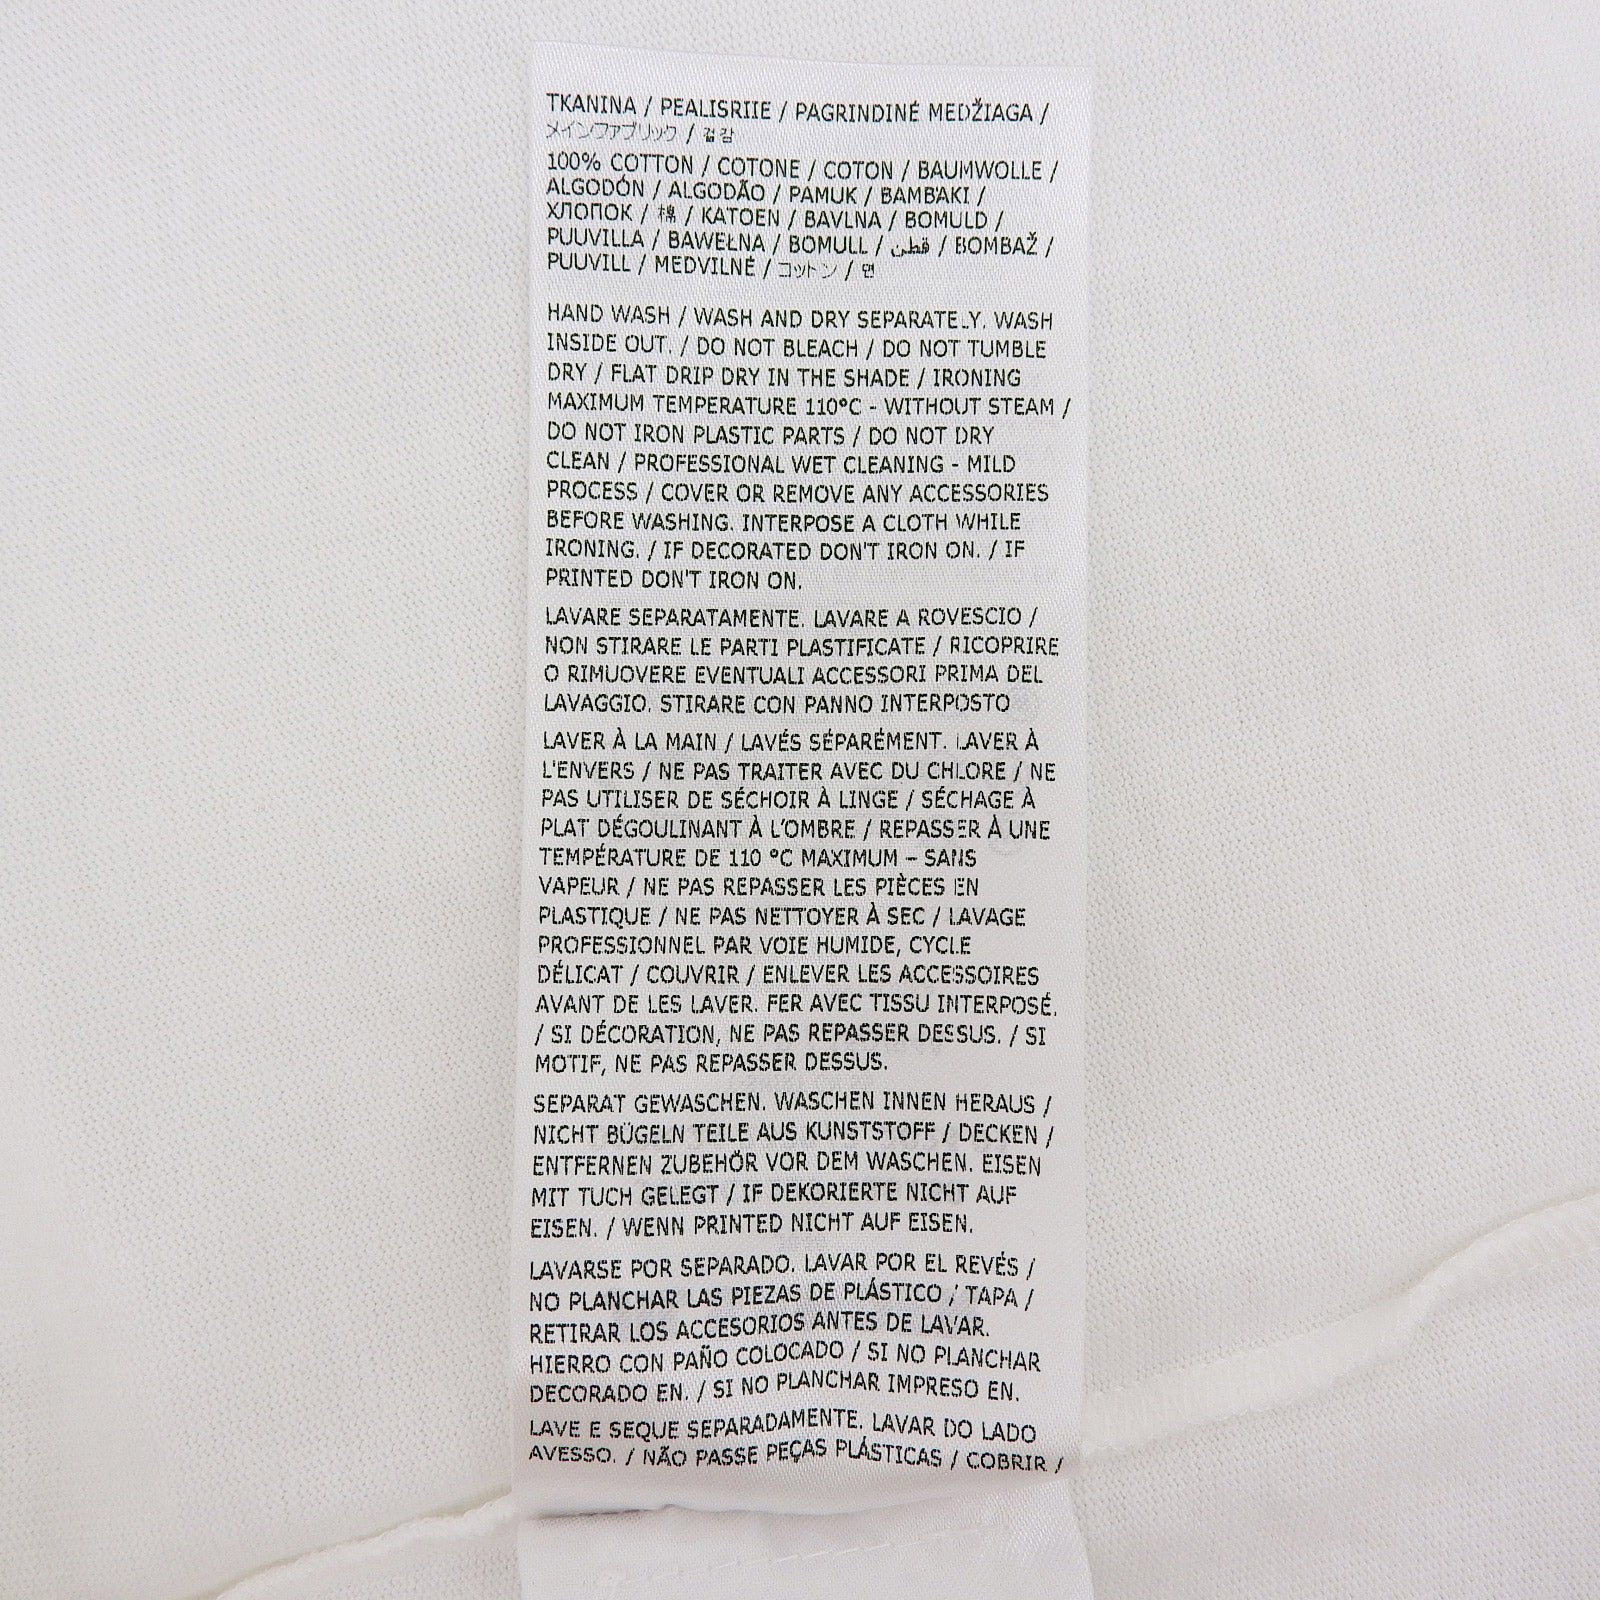 TKANINA / PEALISRIIE / PAGRINDINĖ MEDŽIAGA /
メインファブリック / 겉감
100% COTTON / COTONE / COTON / BAUMWOLLE /
ALGODÓN / ALGODÃO / PAMUK / BAMBAKI /
ХЛОПОК / 棉 / KATOEN / BAVLNA / BOMULD /
PUUVILLA / BAWEŁNA / BOMULL / قطن / BOMBAŽ /
PUUVILL / MEDVILNĖ / コットン / 면
HAND WASH / WASH AND DRY SEPARATELY. WASH
INSIDE OUT. / DO NOT BLEACH / DO NOT TUMBLE
DRY / FLAT DRIP DRY IN THE SHADE / IRONING
MAXIMUM TEMPERATURE 110°C - WITHOUT STEAM /
DO NOT IRON PLASTIC PARTS / DO NOT DRY
CLEAN / PROFESSIONAL WET CLEANING - MILD
PROCESS / COVER OR REMOVE ANY ACCESSORIES
BEFORE WASHING. INTERPOSE A CLOTH WHILE
IRONING. / IF DECORATED DON'T IRON ON. / IF
PRINTED DON'T IRON ON.
LAVARE SEPARATAMENTE. LAVARE A ROVESCIO /
NON STIRARE LE PARTI PLASTIFICATE / RICOPRIRE
O RIMUOVERE EVENTUALI ACCESSORI PRIMA DEL
LAVAGGIO. STIRARE CON PANNO INTERPOSTO
LAVER À LA MAIN / LAVÉS SÉPARÉMENT. LAVER À
L'ENVERS / NE PAS TRAITER AVEC DU CHLORE / NE
PAS UTILISER DE SÉCHOIR À LINGE / SÉCHAGE À
PLAT DÉGOULINANT À L'OMBRE / REPASSER À UNE
TEMPÉRATURE DE 110 °C MAXIMUM – SANS
VAPEUR / NE PAS REPASSER LES PIÈCES EN
PLASTIQUE / NE PAS NETTOYER À SEC / LAVAGE
PROFESSIONNEL PAR VOIE HUMIDE, CYCLE
DÉLICAT / COUVRIR / ENLEVER LES ACCESSOIRES
AVANT DE LES LAVER. FER AVEC TISSU INTERPOSÉ.
/ SI DÉCORATION, NE PAS REPASSER DESSUS. / SI
MOTIF, NE PAS REPASSER DESSUS.
SEPARAT GEWASCHEN. WASCHEN INNEN HERAUS /
NICHT BÜGELN TEILE AUS KUNSTSTOFF / DECKEN /
ENTFERNEN ZUBEHÖR VOR DEM WASCHEN. EISEN
MIT TUCH GELEGT / IF DEKORIERTE NICHT AUF
EISEN. / WENN PRINTED NICHT AUF EISEN.
LAVARSE POR SEPARADO. LAVAR POR EL REVÉS /
NO PLANCHAR LAS PIEZAS DE PLÁSTICO / TAPA /
RETIRAR LOS ACCESORIOS ANTES DE LAVAR.
HIERRO CON PAÑO COLOCADO / SI NO PLANCHAR
DECORADO EN. / SI NO PLANCHAR IMPRESO EN.
LAVE E SEQUE SEPARADAMENTE. LAVAR DO LADO
AVESSO. / NÃO PASSE PEÇAS PLÁSTICAS / COBRIR /